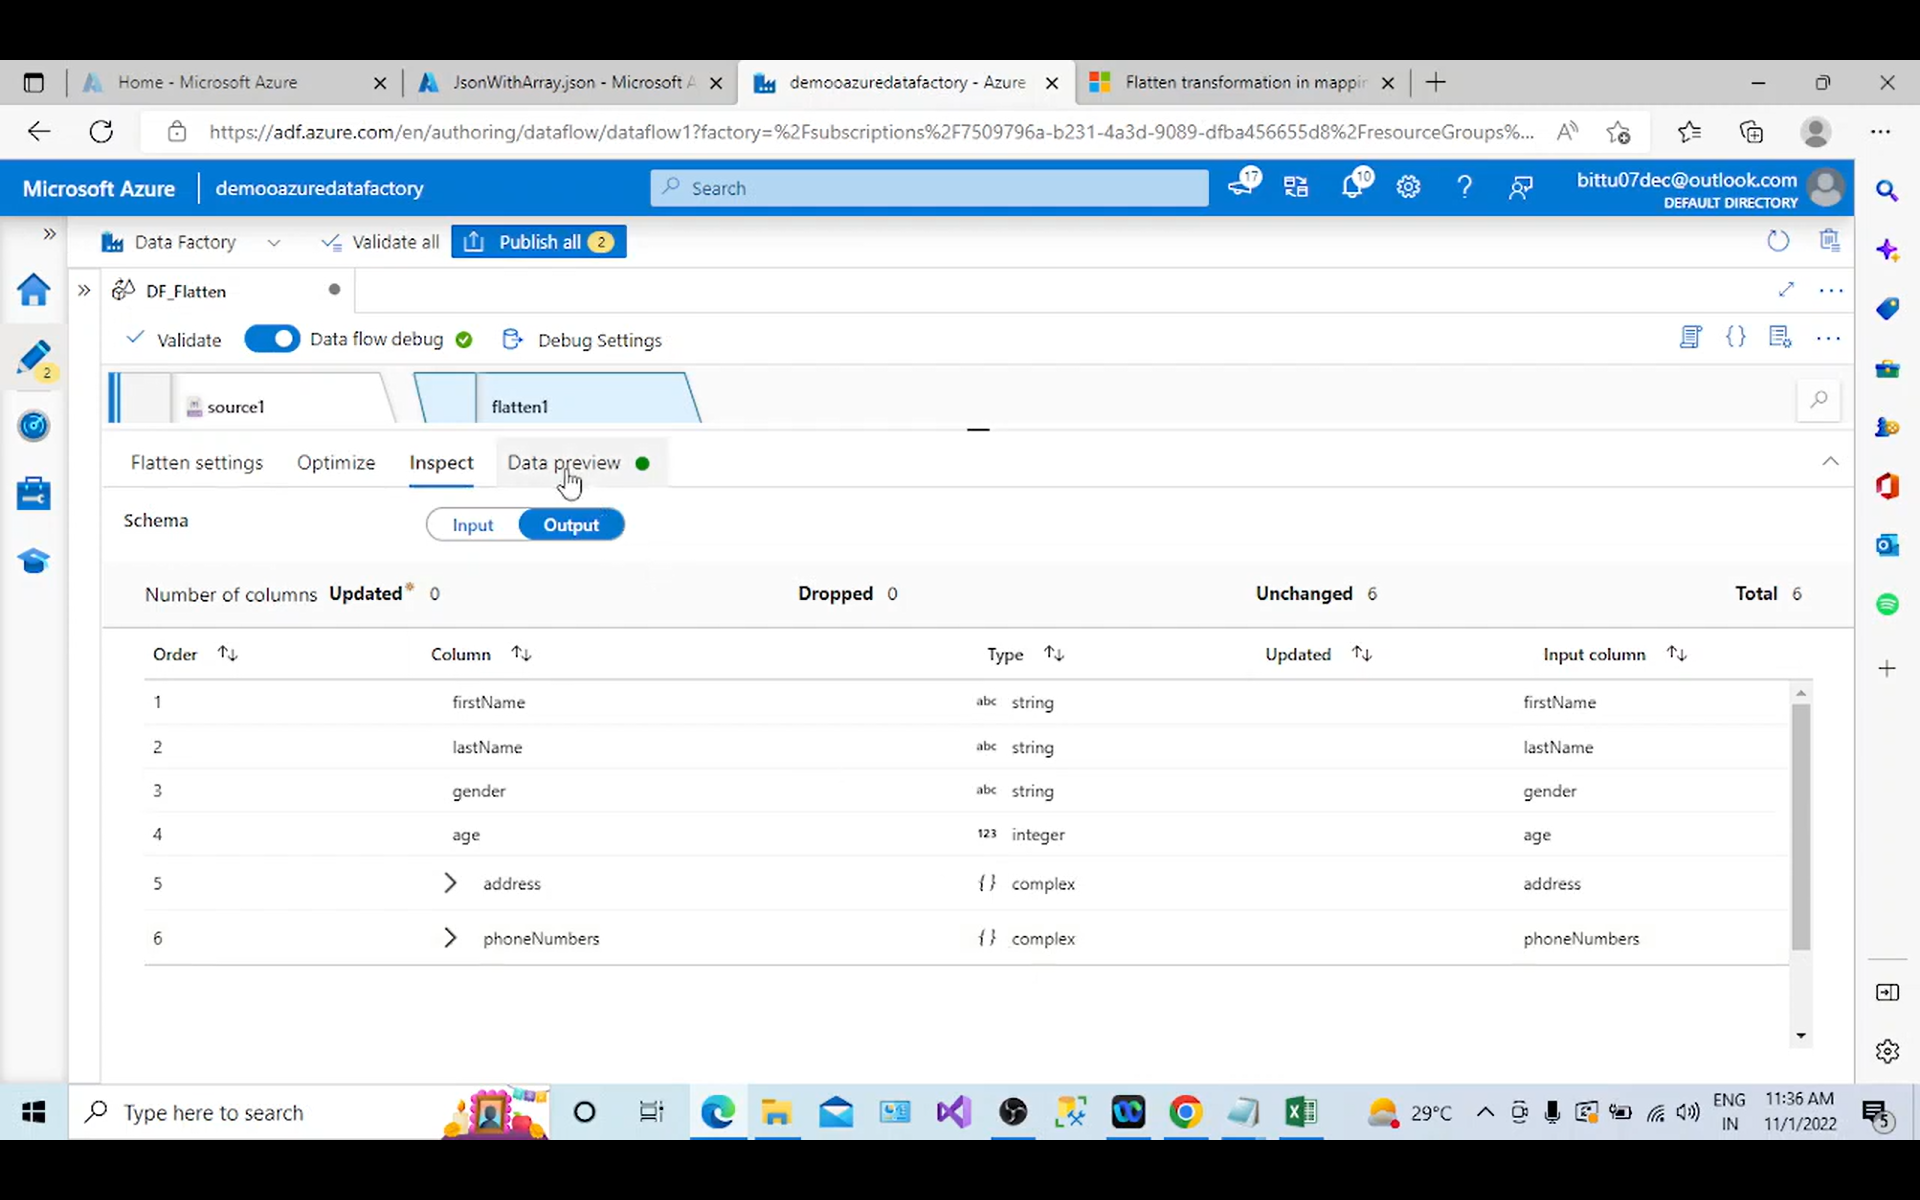 Home - Microsoft Azure
JsonWithArray.json - Microsoft A
demooazuredatafactory - Azure
Flatten transformation in mappin
https://adf.azure.com/en/authoring/dataflow/dataflow1?factory=%2Fsubscriptions%2F7509796a-b231-4a3d-9089-dfba456655d8%2FresourceGroups%...
Microsoft Azure
demooazuredatafactory
Search
17
10
bittu07dec@outlook.com
DEFAULT DIRECTORY
Data Factory
Validate all
Publish all 2
DF_Flatten
Validate
Data flow debug
Debug Settings
2
source1
flatten1
Flatten settings
Optimize
Inspect
Data preview
Schema
Input
Output
Number of columns Updated* 0
Dropped 0
Unchanged 6
Total 6
Order Column Type Updated Input column
1 firstName abc string firstName
2 lastName abc string lastName
3 gender abc string gender
4 age 123 integer age
5 address {} complex address
6 phoneNumbers {} complex phoneNumbers
Type here to search
29°C
ENG
IN
11:36 AM
11/1/2022
5